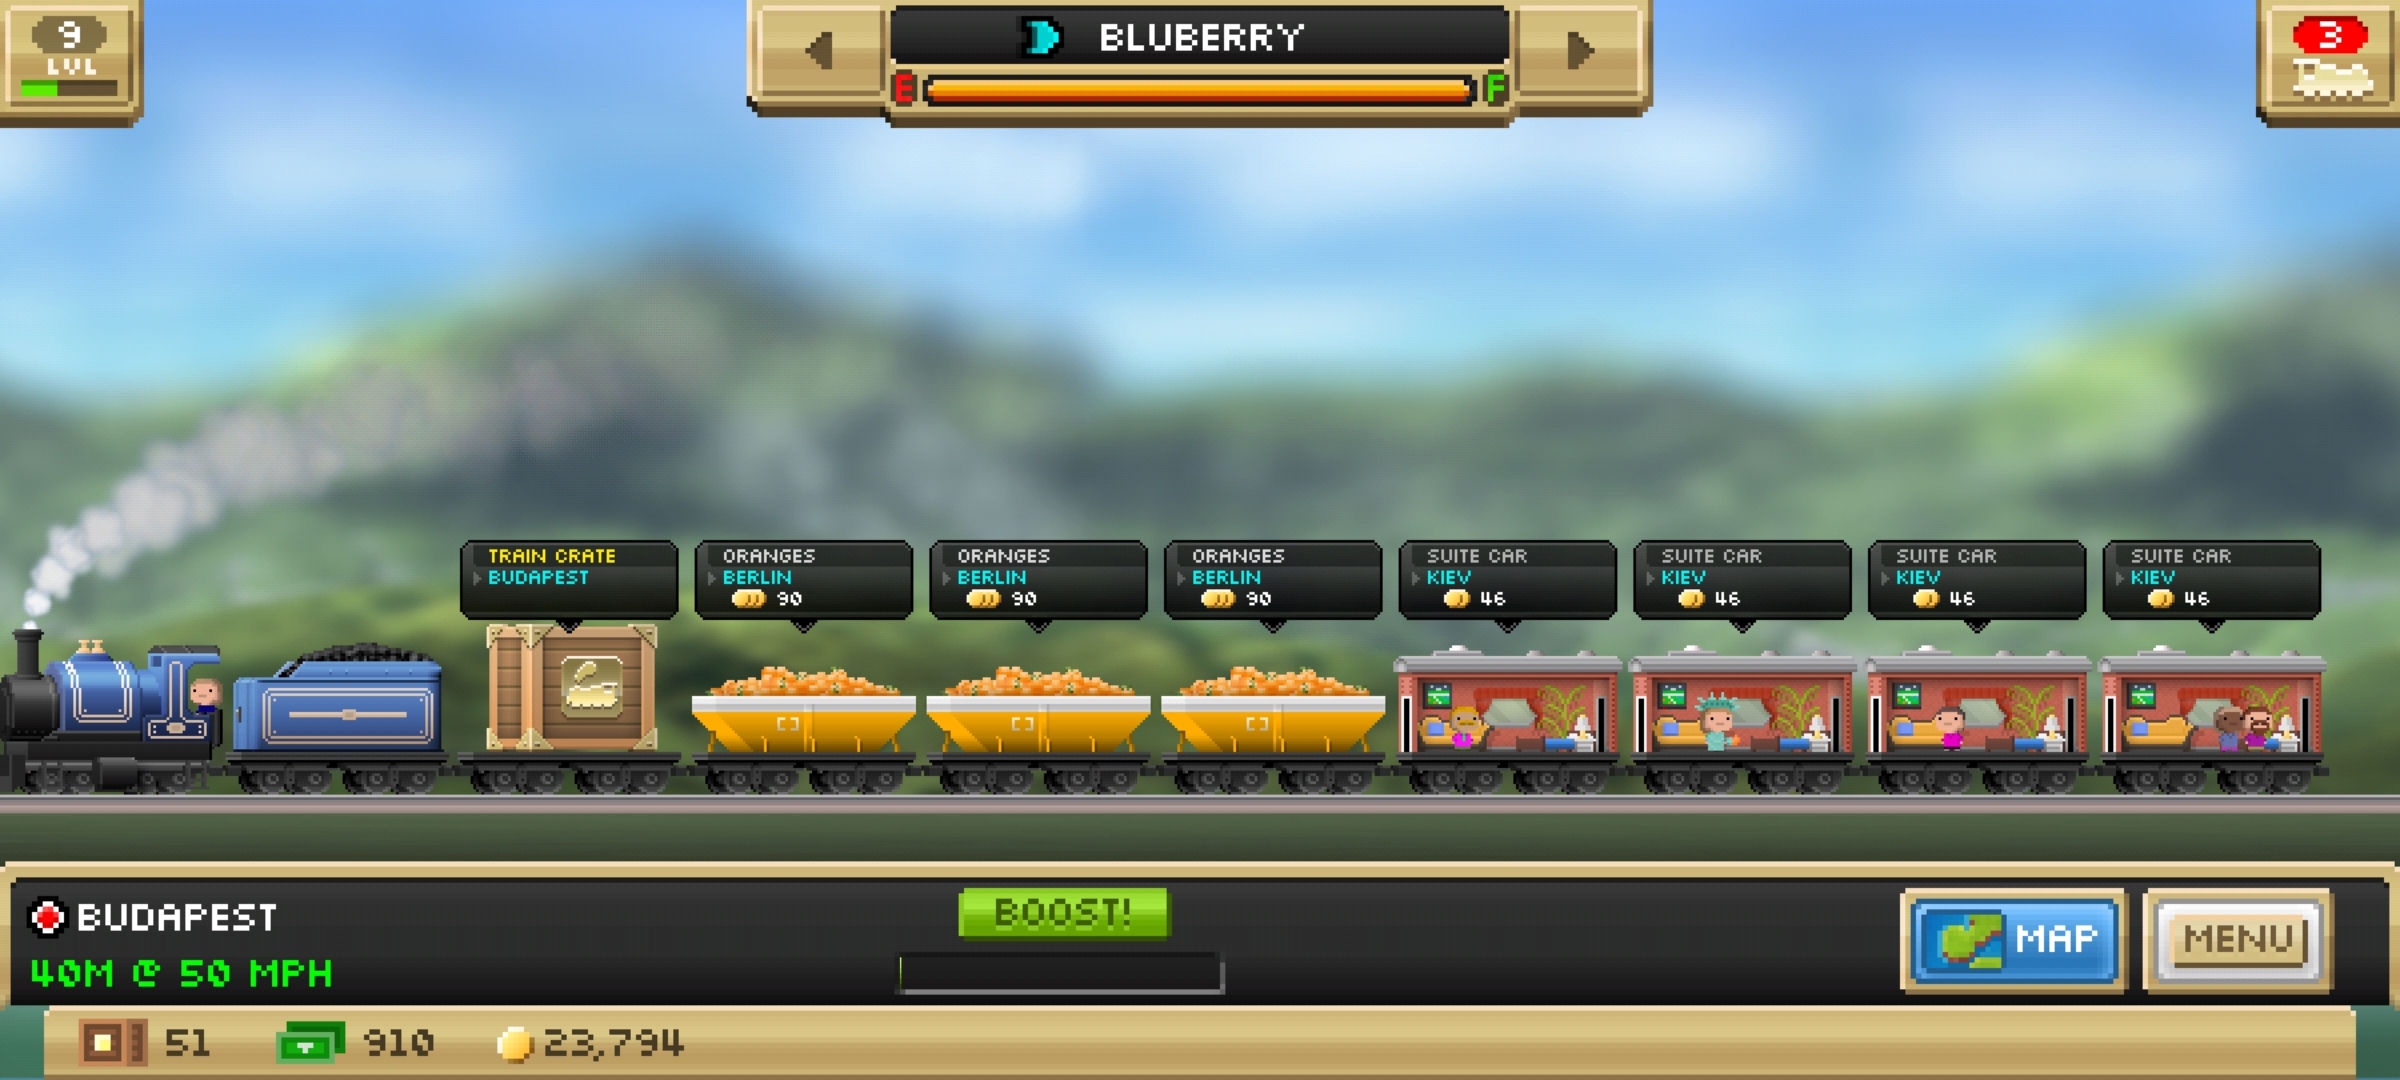 9
LVL
BLUBERRY
E
F
3
TRAIN CRATE
BUDAPEST
ORANGES
BERLIN
90
ORANGES
BERLIN
90
ORANGES
BERLIN
90
SUITE CAR
KIEV
46
SUITE CAR
KIEV
46
SUITE CAR
KIEV
46
SUITE CAR
KIEV
46
BUDAPEST
40M @ 50 MPH
BOOST!
MAP
MENU
51
910
23,794